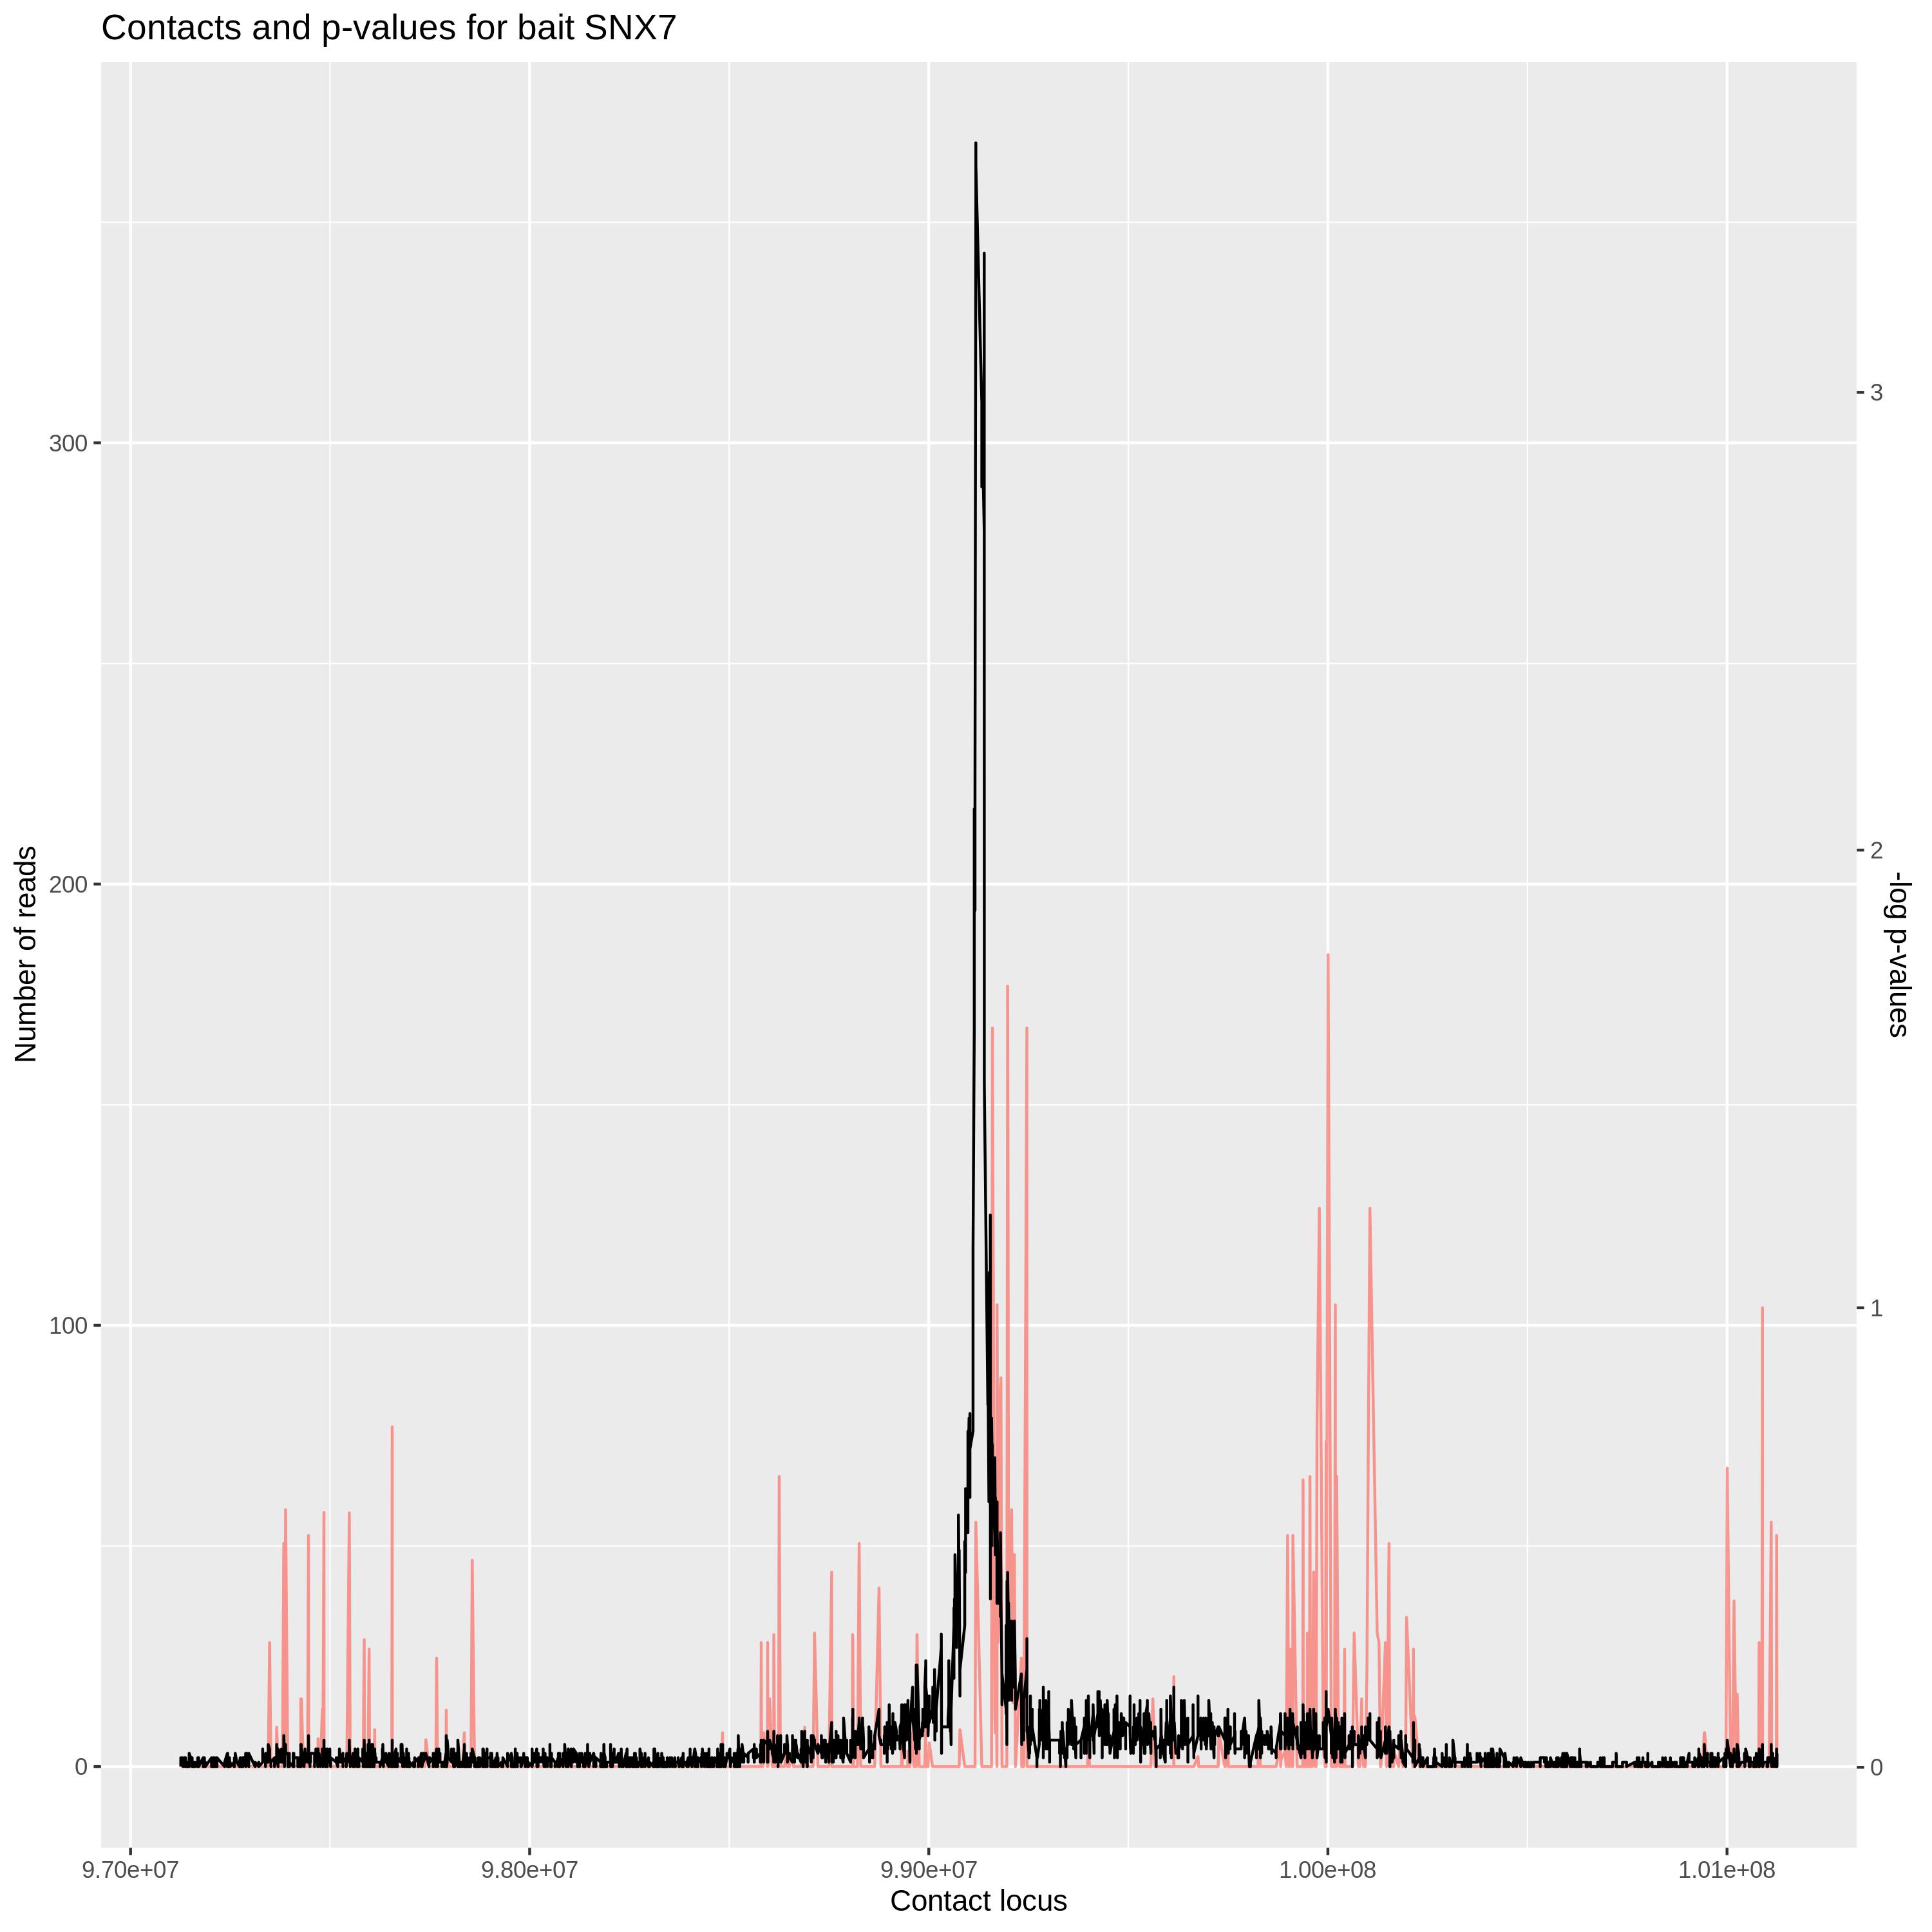 Contacts and p-values for bait SNX7
Number of reads
300
200
100
0
3
2
1
0
-log p-values
9.70e+07 9.80e+07 9.90e+07 1.00e+08 1.01e+08
Contact locus